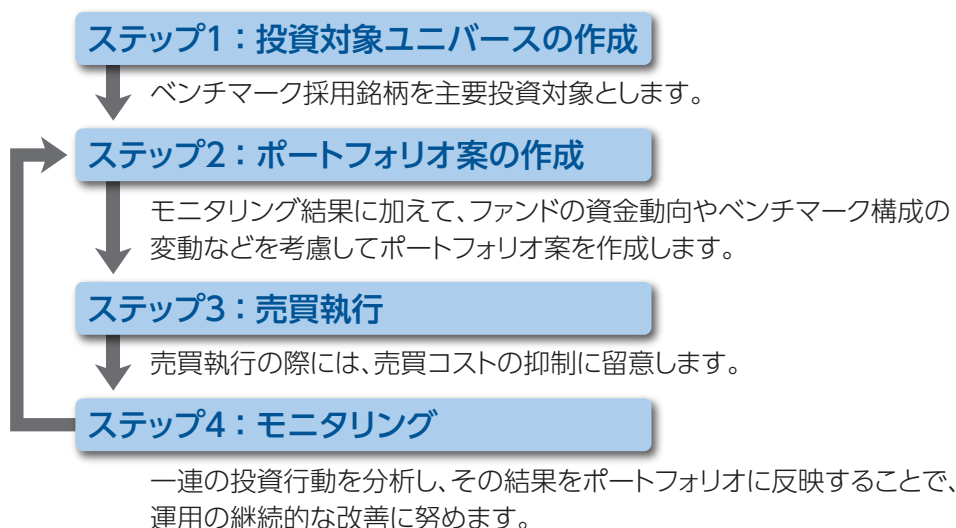 ステップ1：投資対象ユニバースの作成
ベンチマーク採用銘柄を主要投資対象とします。
ステップ2：ポートフォリオ案の作成
モニタリング結果に加えて、ファンドの資金動向やベンチマーク構成の
変動などを考慮してポートフォリオ案を作成します。
ステップ3：売買執行
売買執行の際には、売買コストの抑制に留意します。
ステップ4：モニタリング
一連の投資行動を分析し、その結果をポートフォリオに反映することで、
運用の継続的な改善に努めます。